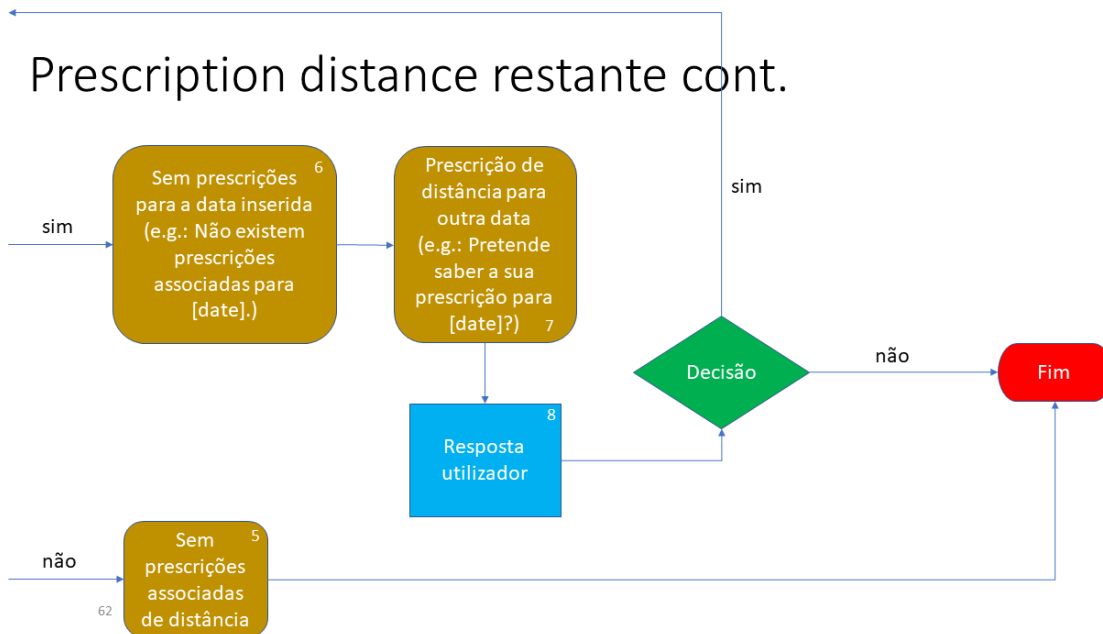 Prescription distance restante cont.
sim
6
Sem prescrições
para a data inserida
(e.g.: Não existem
prescrições
associadas para
[date].)
Prescrição de
distância para
outra data
(e.g.: Pretende
saber a sua
prescrição para
[date]?)
7
sim
8
Resposta
utilizador
Decisão
não
Fim
não
5
Sem
prescrições
associadas
de distância
62